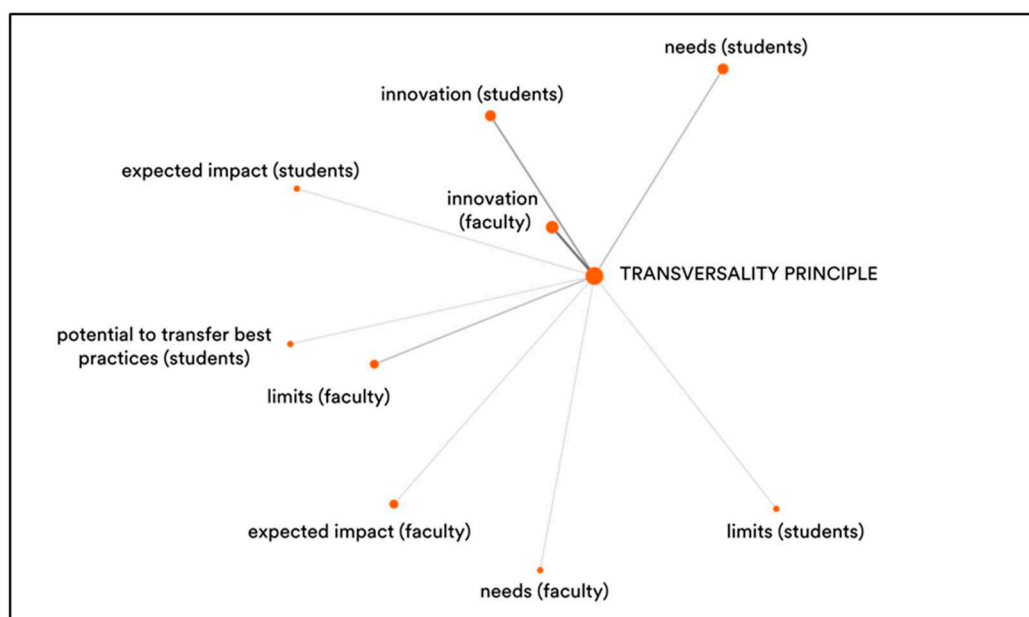 needs (students)
innovation (students)
expected impact (students)
innovation
(faculty)
TRANSVERSALITY PRINCIPLE
potential to transfer best
practices (students)
limits (faculty)
expected impact (faculty)
limits (students)
needs (faculty)